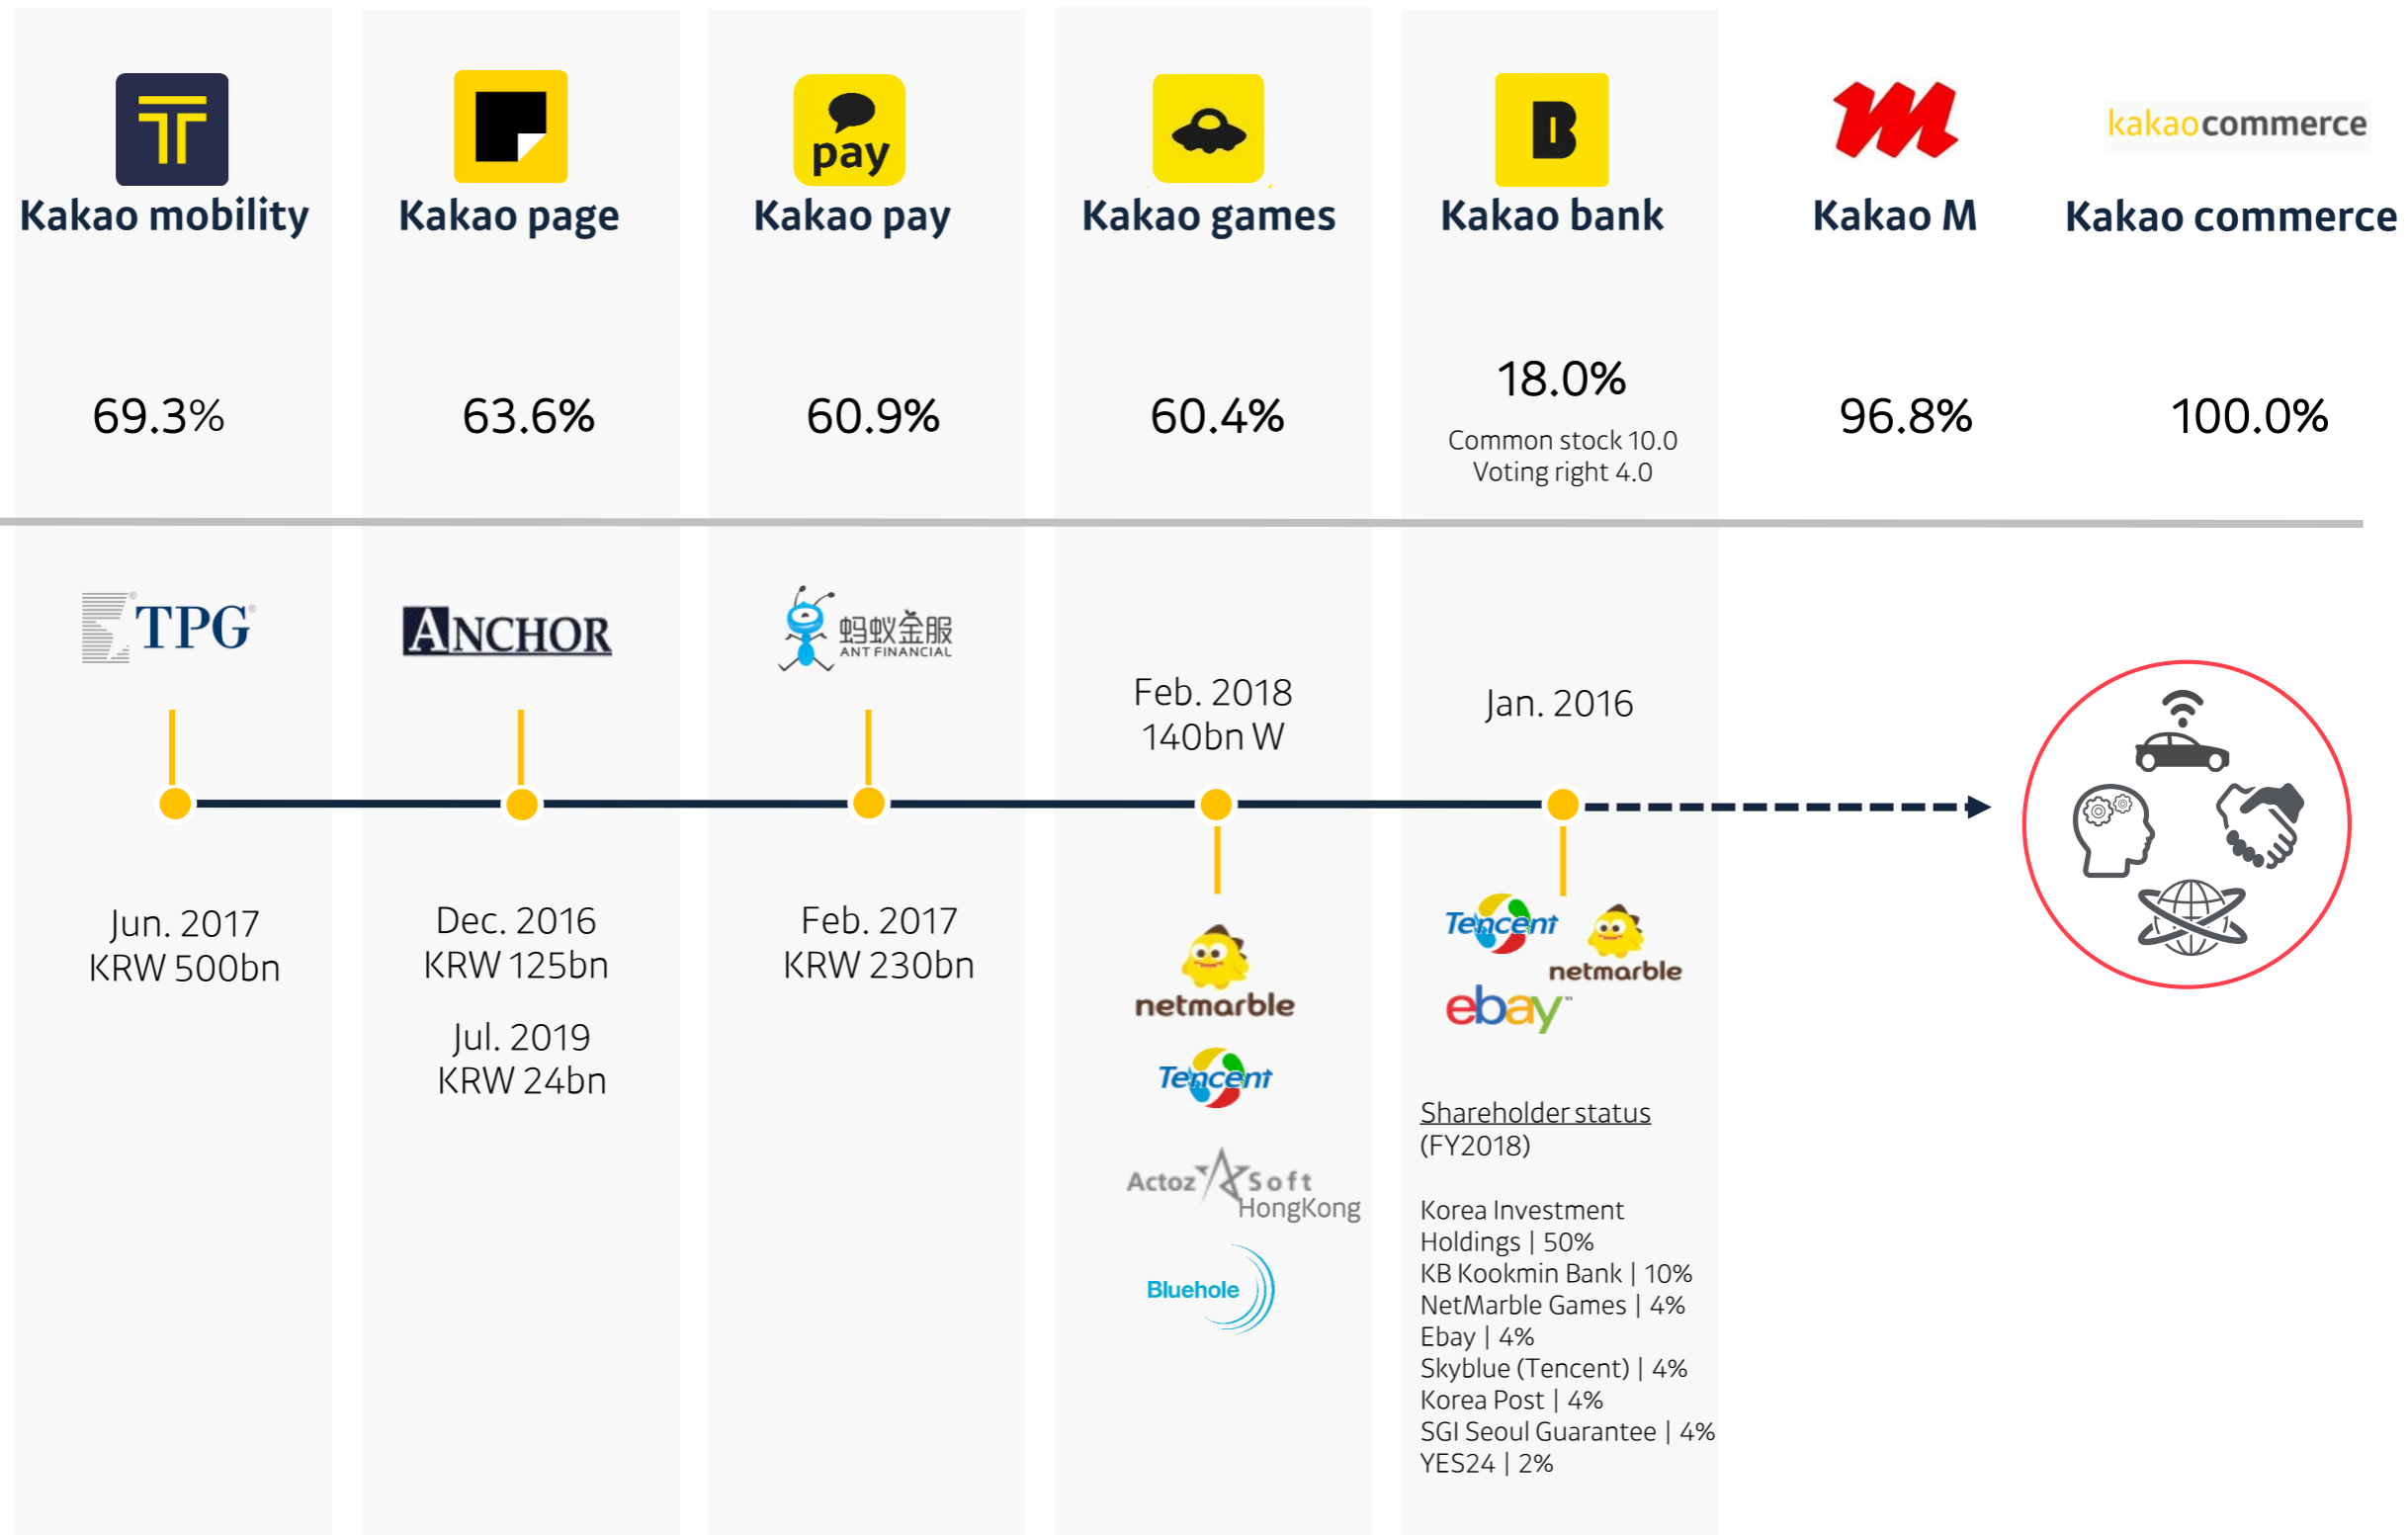 pay
B
kakaocommerce
Kakao mobility
Kakao page
Kakao pay
Kakao games
Kakao bank
Kakao M
Kakao commerce
69.3%
63.6%
60.9%
60.4%
18.0%
Common stock 10.0
Voting right 4.0
96.8%
100.0%
TPG
ANCHOR
蚂蚁金服
ANT FINANCIAL
Feb. 2018
140bn W
Jan. 2016
Jun. 2017
KRW 500bn
Dec. 2016
KRW 125bn
Jul. 2019
KRW 24bn
Feb. 2017
KRW 230bn
netmarble
Tencent
Actoz Soft
HongKong
Bluehole
Tencent
netmarble
ebay
Shareholder status
(FY2018)
Korea Investment
Holdings | 50%
KB Kookmin Bank | 10%
NetMarble Games | 4%
Ebay | 4%
Skyblue (Tencent) | 4%
Korea Post | 4%
SGI Seoul Guarantee | 4%
YES24 | 2%